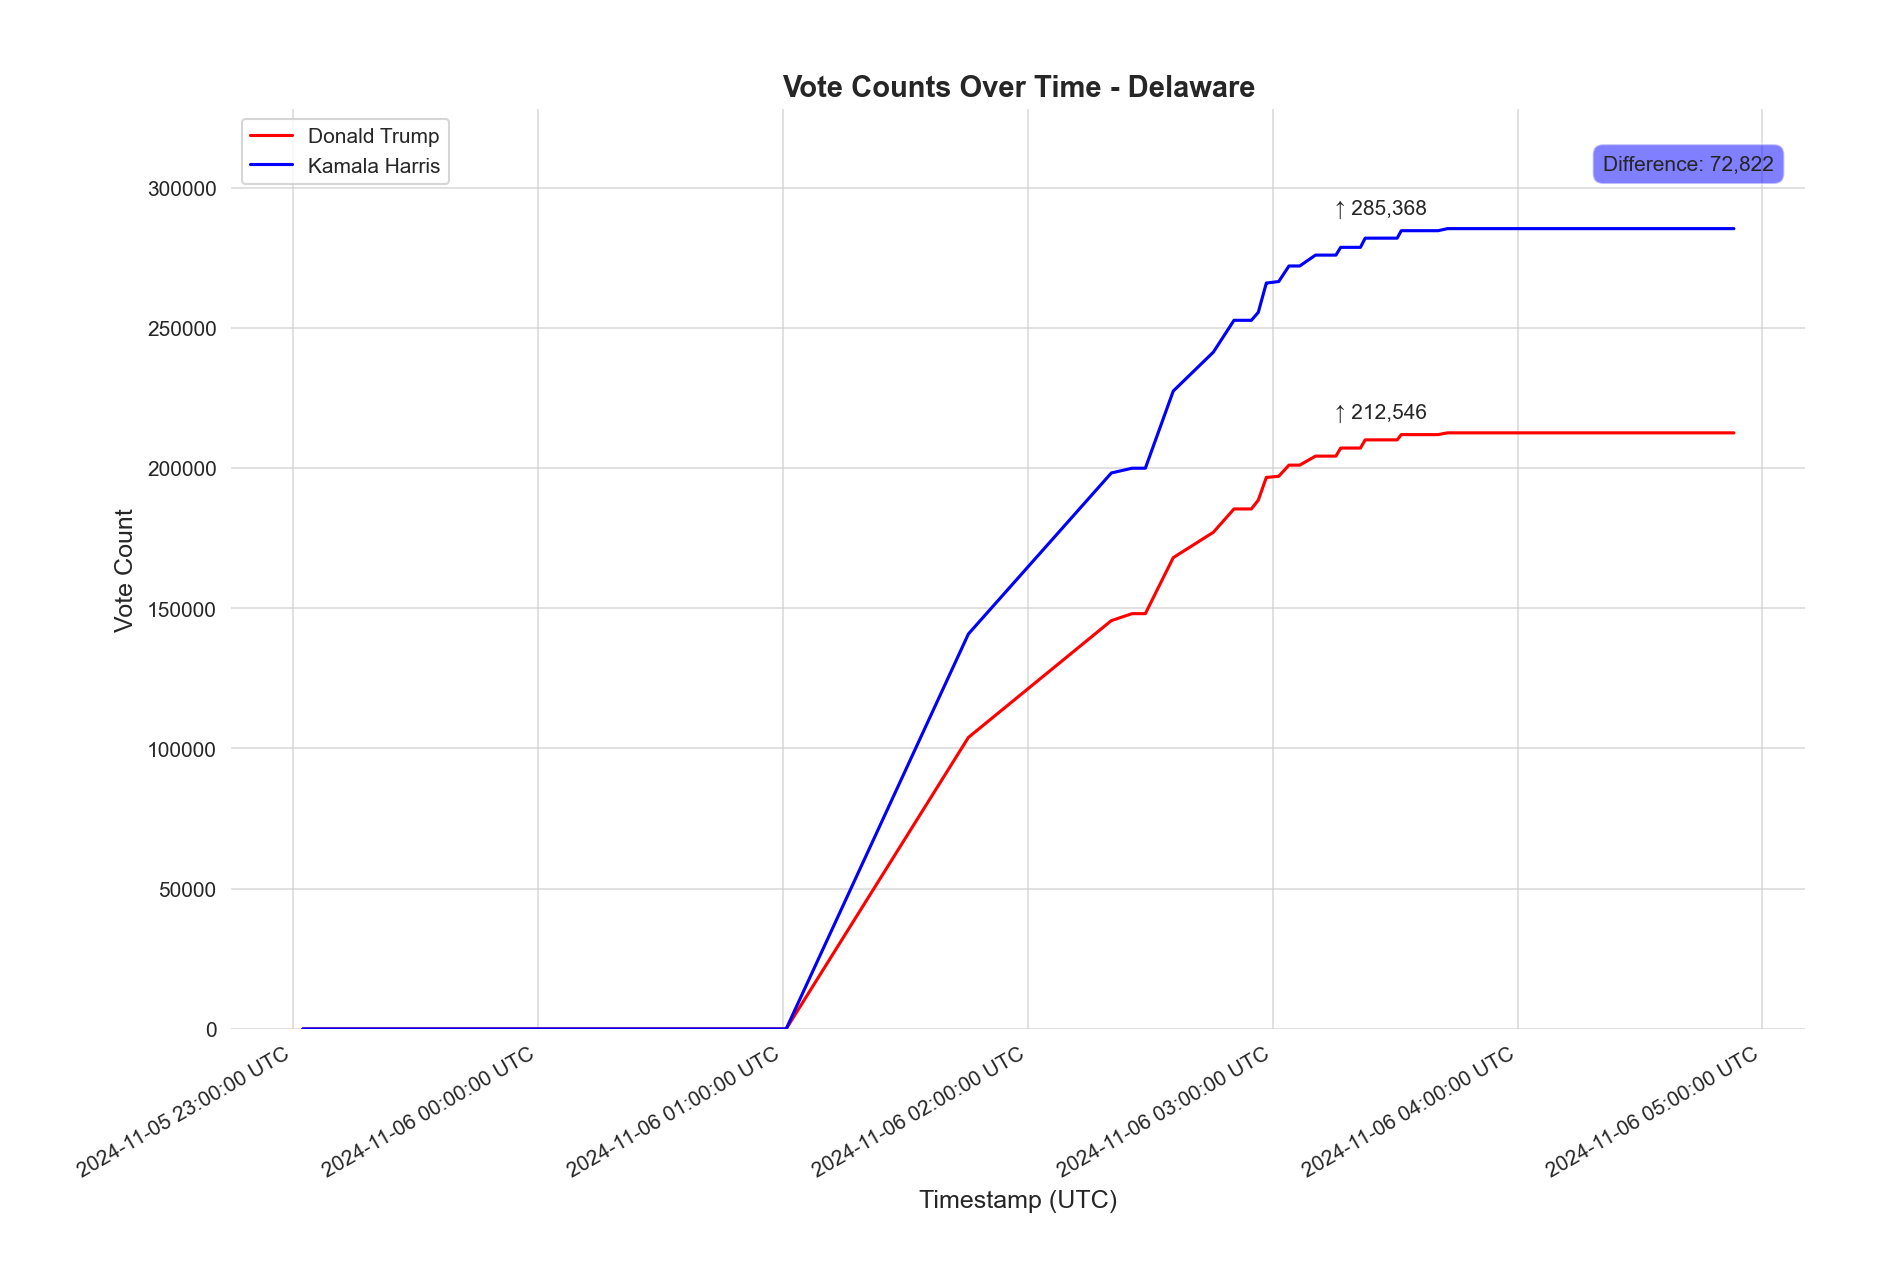 Vote Counts Over Time - Delaware
Donald Trump
Kamala Harris
Difference: 72,822
↑ 285,368
↑ 212,546
300000
250000
200000
150000
100000
50000
0
Vote Count
2024-11-05 23:00:00 UTC
2024-11-06 00:00:00 UTC
2024-11-06 01:00:00 UTC
2024-11-06 02:00:00 UTC
2024-11-06 03:00:00 UTC
2024-11-06 04:00:00 UTC
2024-11-06 05:00:00 UTC
Timestamp (UTC)